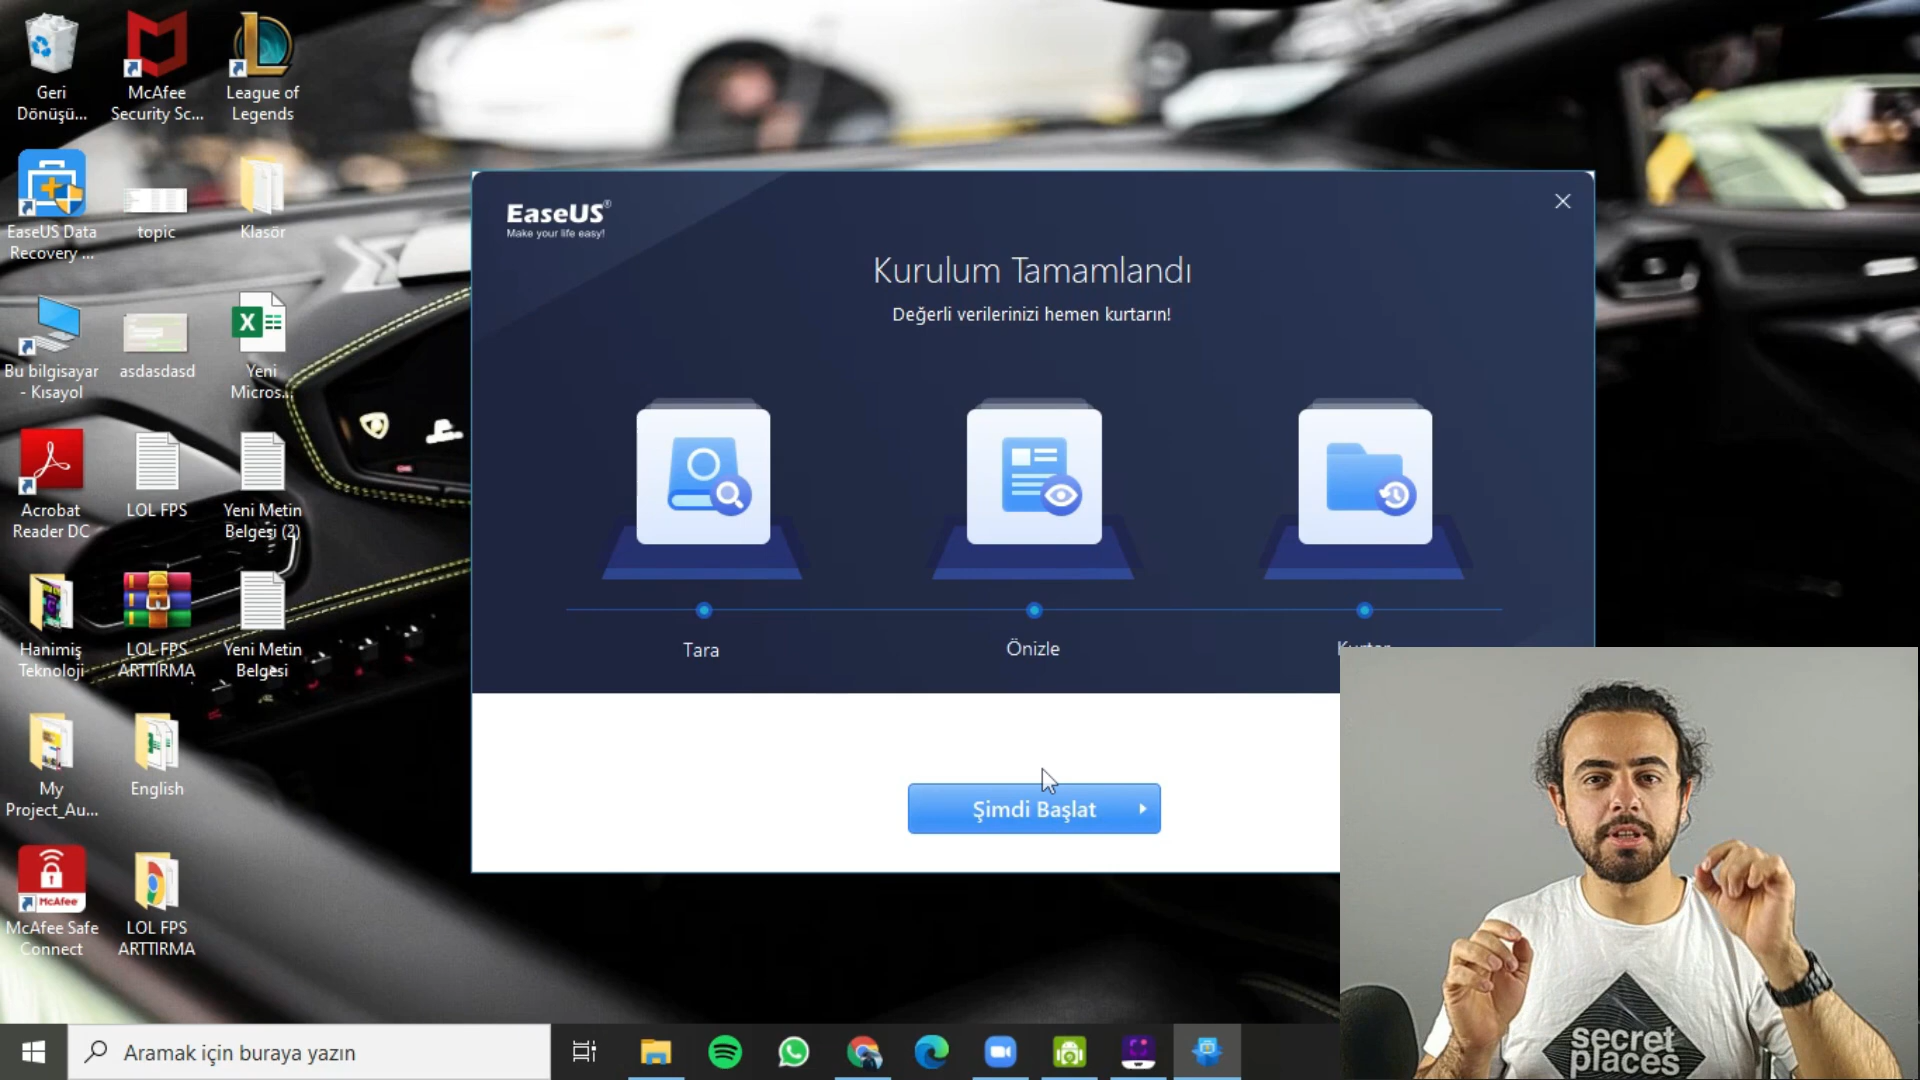 Geri
Dönüşü...
McAfee
Security Sc...
League of
Legends
EaseUS Data
Recovery ...
topic
Klasör
Bu bilgisayar
- Kısayol
asdasdasd
Yeni
Micros...
Acrobat
Reader DC
LOL FPS
Yeni Metin
Belgesi (2)
Hanimiş
Teknoloji
LOL FPS
ARTTIRMA
Yeni Metin
Belgesi
My
Project_Au...
English
McAfee
McAfee Safe
Connect
LOL FPS
ARTTIRMA
EaseUS®
Make your life easy!
Kurulum Tamamlandı
Değerli verilerinizi hemen kurtarın!
Tara
Önizle
Kurtar
Şimdi Başlat
Aramak için buraya yazın
secret
places